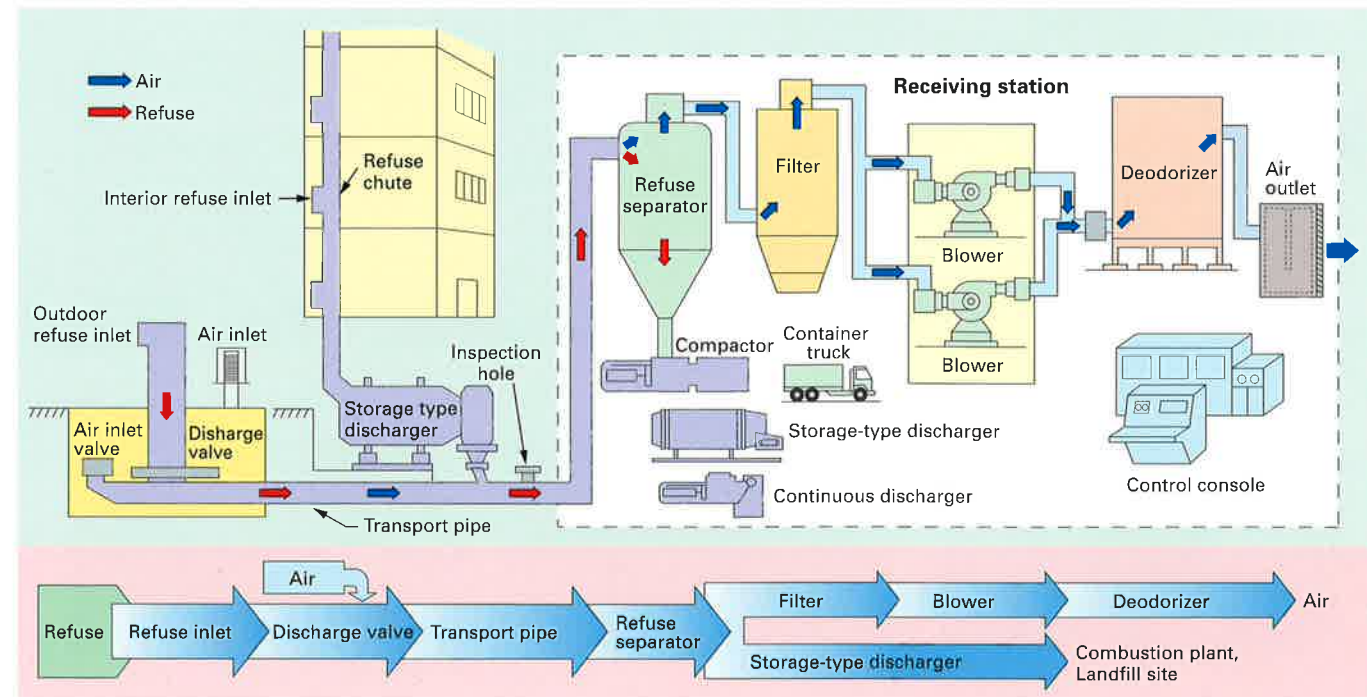 Air
Refuse
Receiving station
Refuse
chute
Interior refuse inlet
Outdoor
refuse inlet
Air inlet
Air inlet
valve
Disharge
valve
Storage type
discharger
Inspection
hole
Transport pipe
Refuse
separator
Filter
Blower
Blower
Deodorizer
Air
outlet
Compactor
Container
truck
Storage-type discharger
Continuous discharger
Control console
Refuse
Refuse inlet
Air
Discharge valve
Transport pipe
Refuse
separator
Filter
Blower
Deodorizer
Air
Storage-type discharger
Combustion plant,
Landfill site